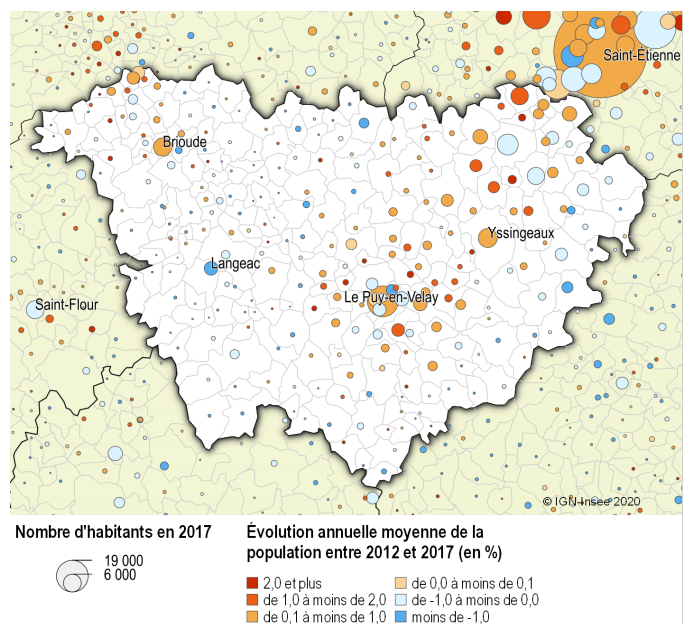 Saint-Étienne
Brioude
Yssingeaux
Langeac
Le Puy-en-Velay
Saint-Flour
© IGN-Insee 2020
Nombre d'habitants en 2017
19 000
6 000
Évolution annuelle moyenne de la
population entre 2012 et 2017 (en %)
2,0 et plus
de 1,0 à moins de 2,0
de 0,1 à moins de 1,0
de 0,0 à moins de 0,1
de -1,0 à moins de 0,0
moins de -1,0